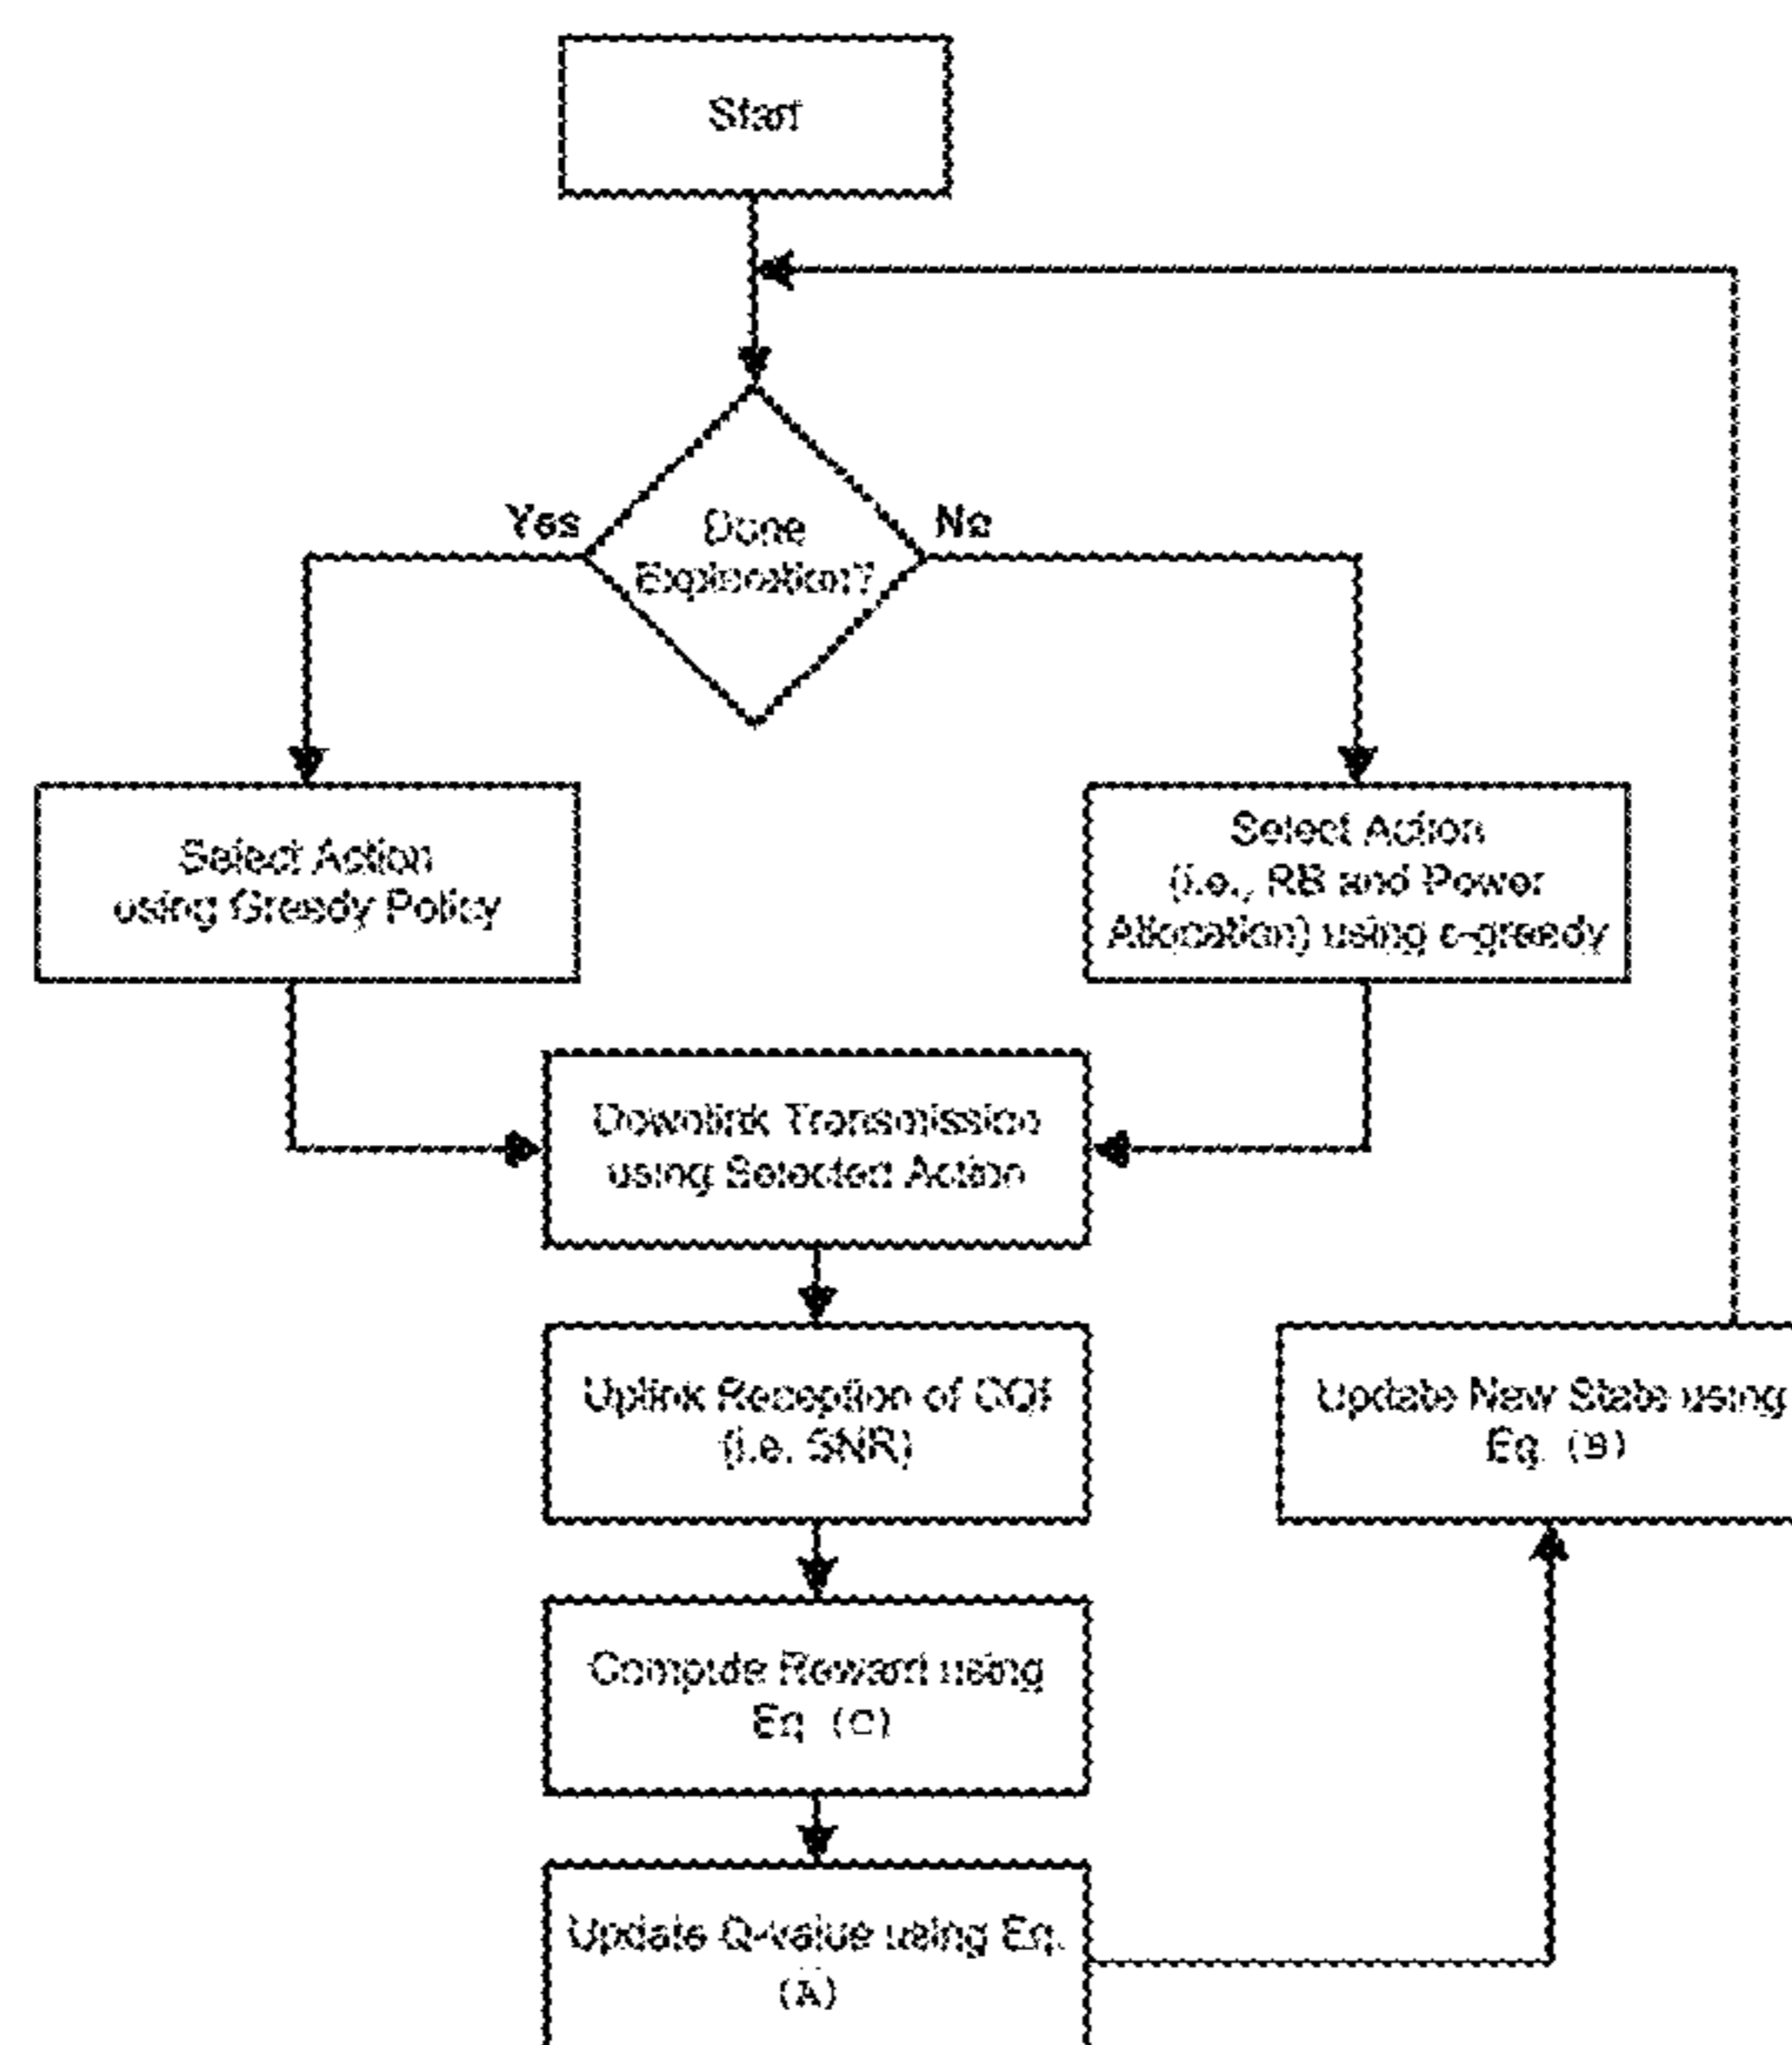 Start
Yes
No
Done
Exploration?
Select Action
using Greedy Policy
Select Action
(i.e., RB and Power
Allocation) using ε-greedy
Downlink Transmission
using Selected Action
Uplink Reception of CQI
(i.e. SNR)
Update New State using
Eq. (B)
Compute Reward using
Eq. (C)
Update Q-value using Eq.
(A)